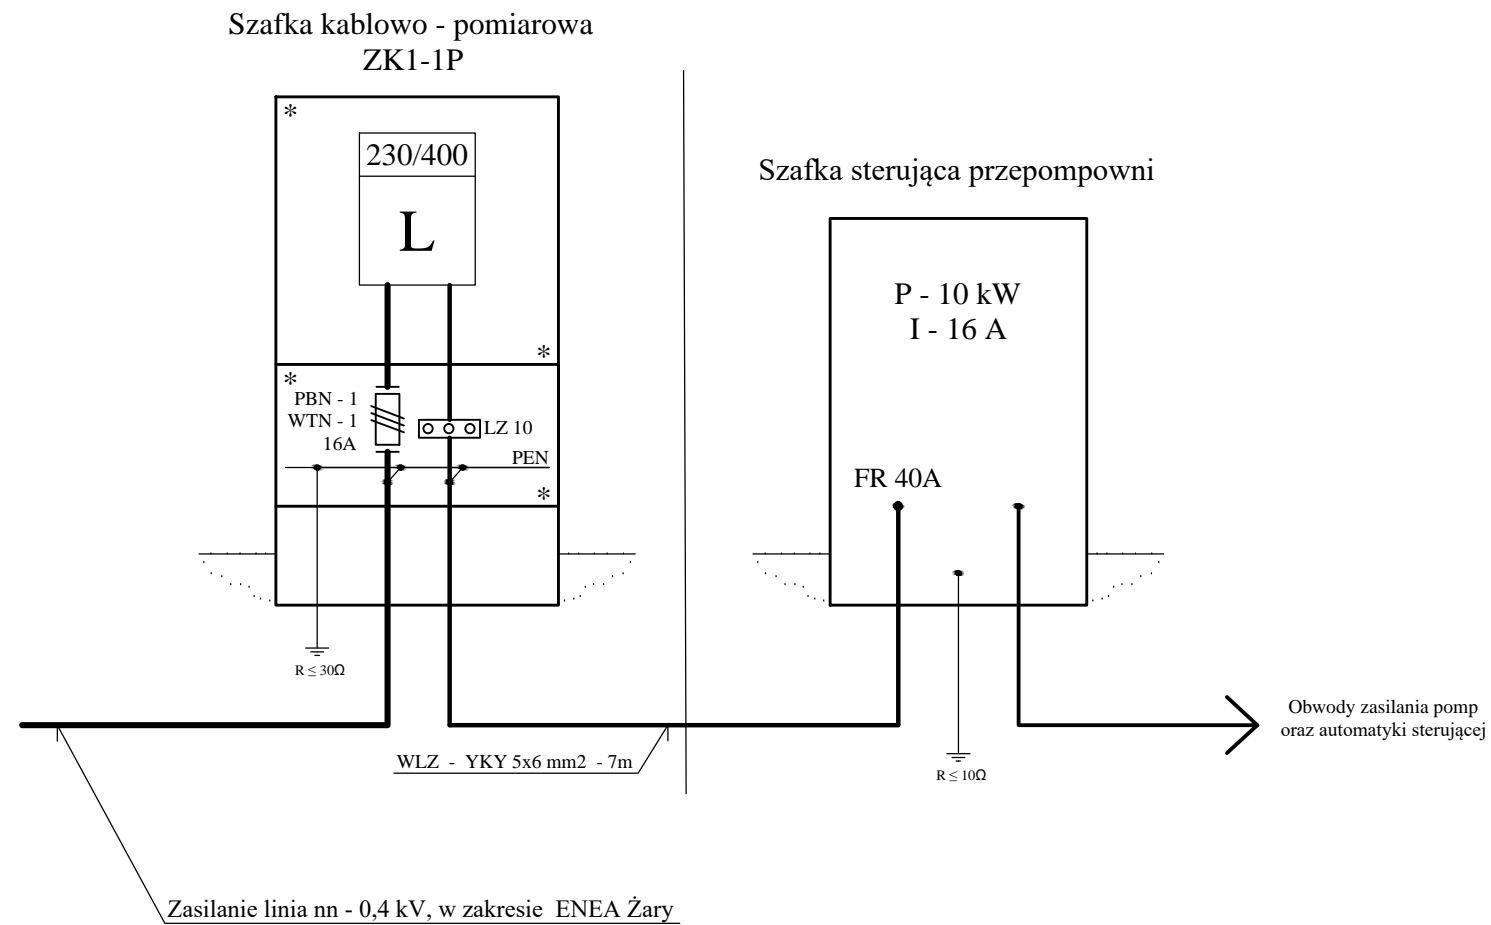 Szafka kablowo - pomiarowa
ZK1-1P
*
230/400
L
*
*
PBN - 1
WTN - 1
16A
LZ 10
PEN
*
R ≤ 30Ω
Szafka sterująca przepompowni
P - 10 kW
I - 16 A
FR 40A
R ≤ 10Ω
Obwody zasilania pomp
oraz automatyki sterującej
WLZ - YKY 5x6 mm2 - 7m
Zasilanie linia nn - 0,4 kV, w zakresie ENEA Żary